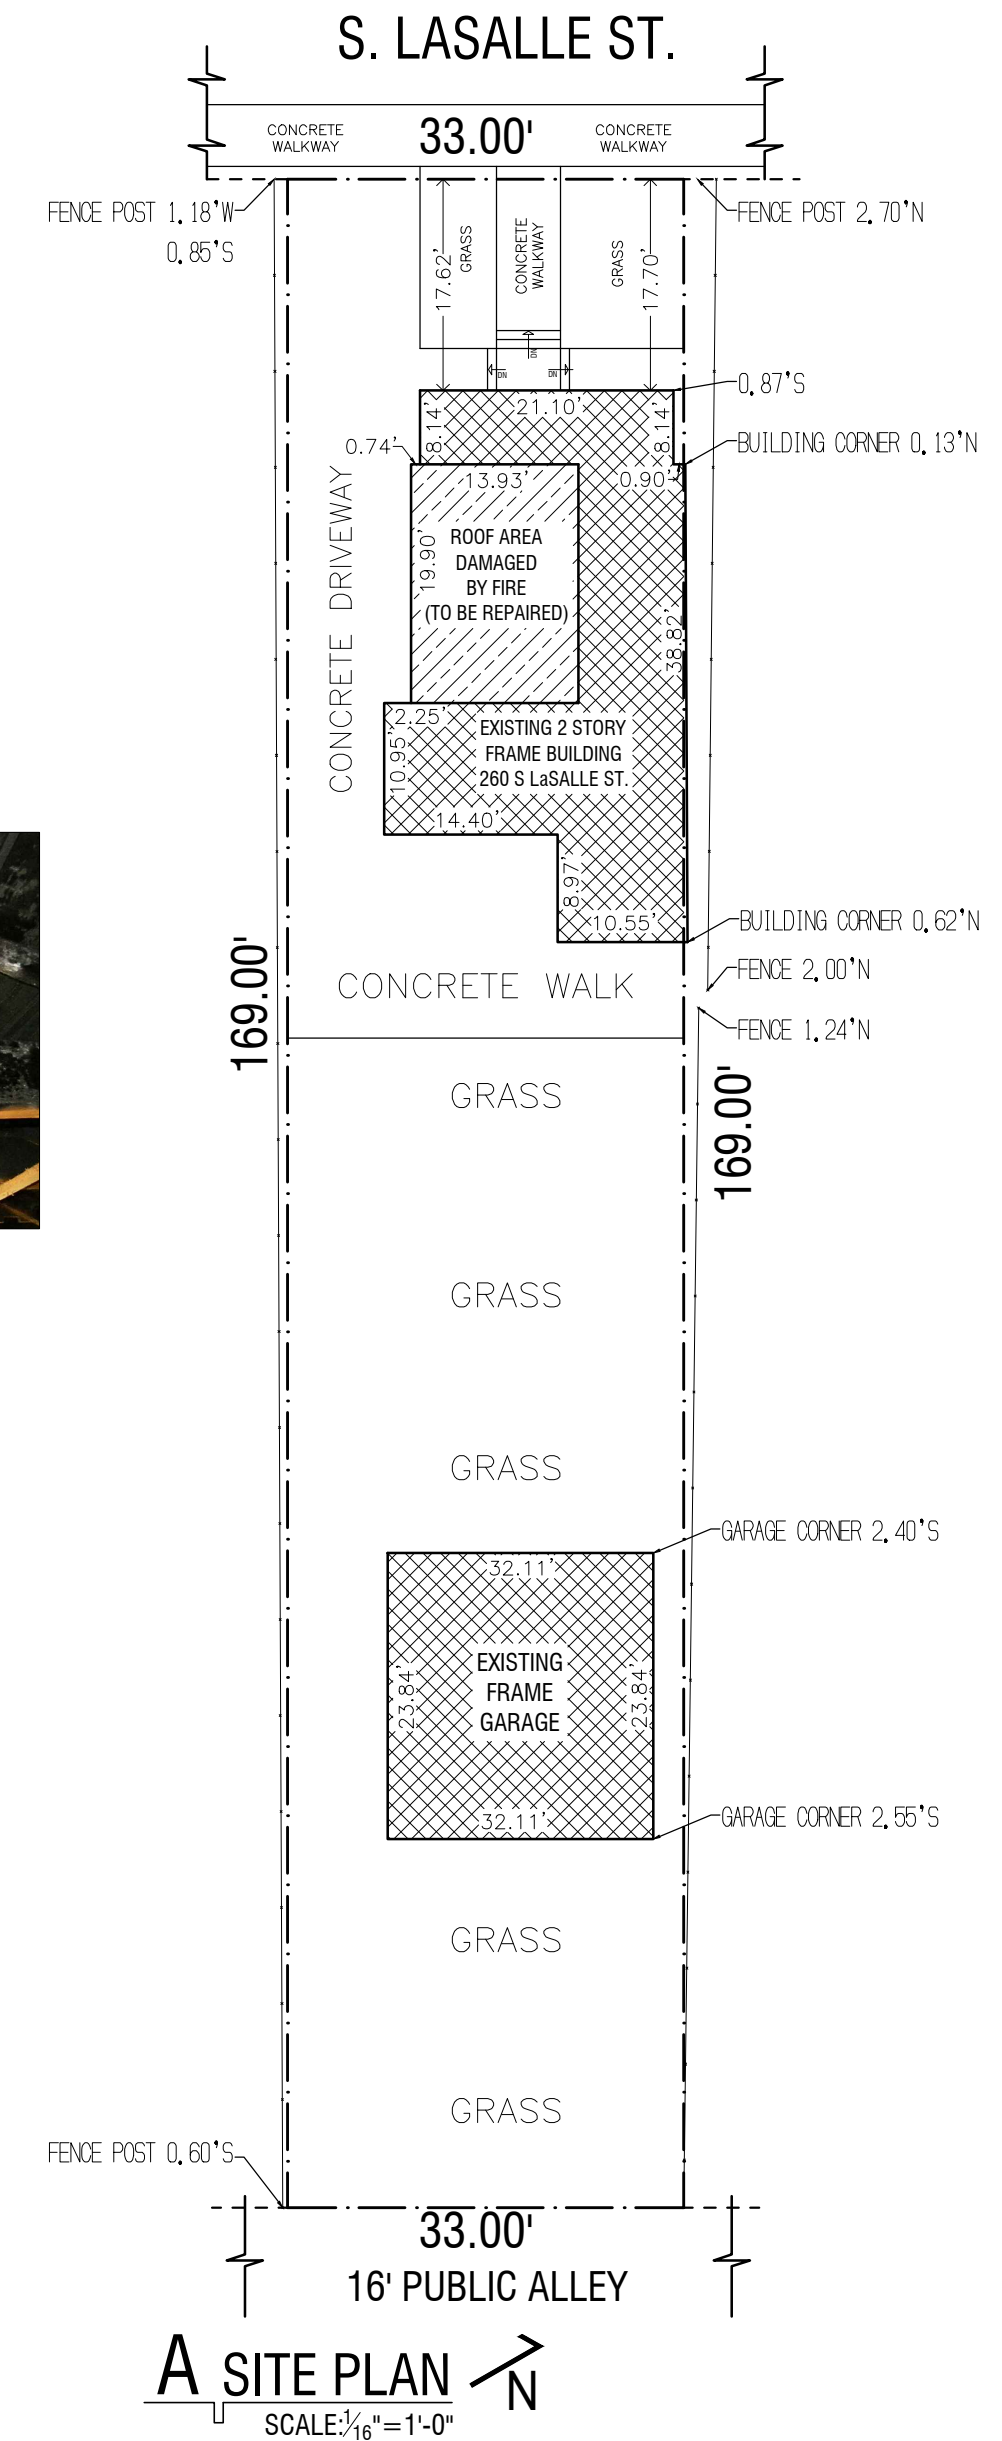 S. LASALLE ST.
CONCRETE
WALKWAY
33.00'
CONCRETE
WALKWAY
FENCE POST 1.18'W
0.85'S
FENCE POST 2.70'N
17.62'
GRASS
CONCRETE
WALKWAY
GRASS
17.70'
DN
DN
DN
0.87'S
21.10'
8.14'
8.14'
BUILDING CORNER 0.13'N
0.74'
13.93'
0.90'
CONCRETE DRIVEWAY
19.90'
ROOF AREA
DAMAGED
BY FIRE
(TO BE REPAIRED)
38.82'
2.25'
10.95'
EXISTING 2 STORY
FRAME BUILDING
260 S LaSALLE ST.
14.40'
8.97'
10.55'
BUILDING CORNER 0.62'N
FENCE 2.00'N
CONCRETE WALK
169.00'
FENCE 1.24'N
GRASS
169.00'
GRASS
GRASS
GARAGE CORNER 2.40'S
32.11'
EXISTING
FRAME
GARAGE
23.84'
23.84'
32.11'
GARAGE CORNER 2.55'S
GRASS
GRASS
FENCE POST 0.60'S
33.00'
16' PUBLIC ALLEY
A SITE PLAN
N
SCALE:1/16"=1'-0"